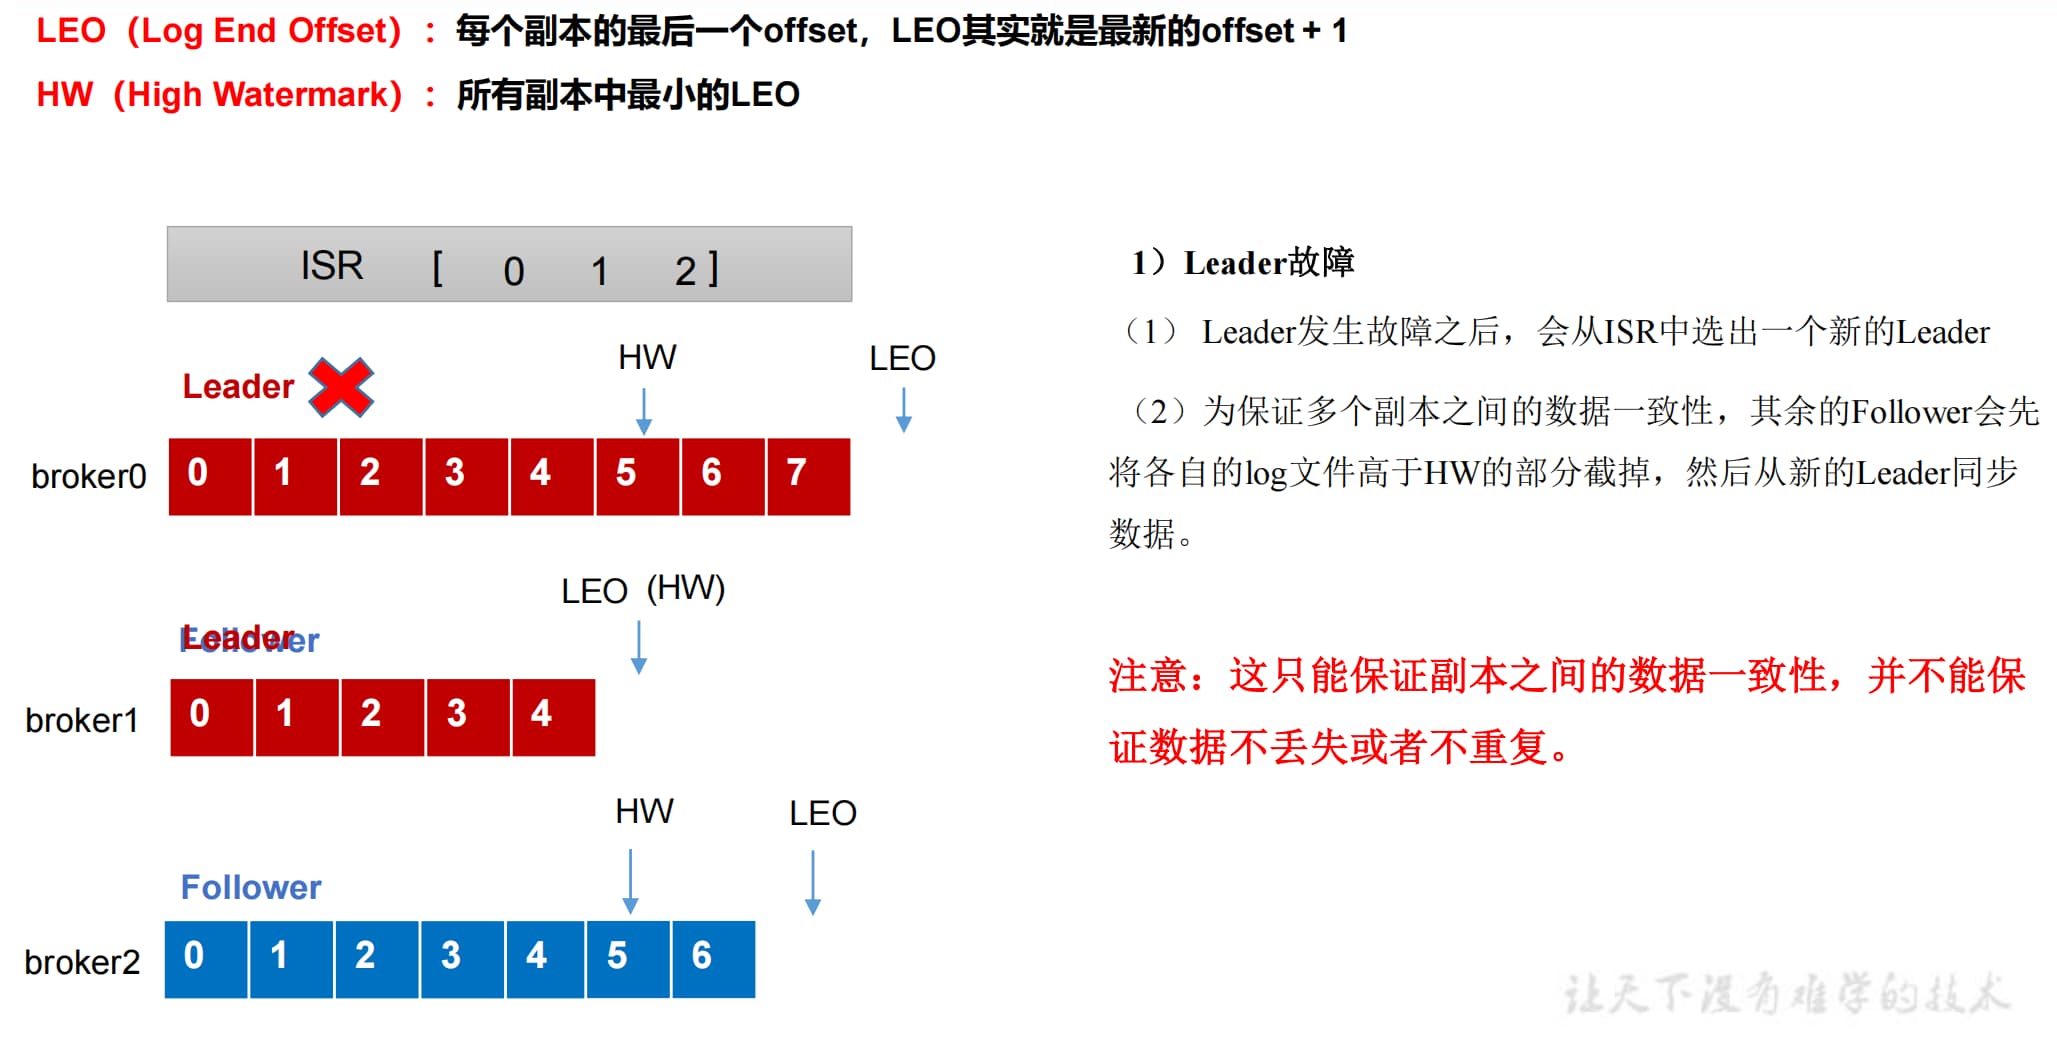 LEO（Log End Offset）：每个副本的最后一个offset，LEO其实就是最新的offset + 1
HW（High Watermark）：所有副本中最小的LEO
ISR [ 0 1 2 ]
HW
LEO
Leader
broker0
0 1 2 3 4 5 6 7
LEO (HW)
Follower
Leader
broker1
0 1 2 3 4
HW
LEO
Follower
broker2
0 1 2 3 4 5 6
1）Leader故障
（1） Leader发生故障之后，会从ISR中选出一个新的Leader
（2）为保证多个副本之间的数据一致性，其余的Follower会先
将各自的log文件高于HW的部分截掉，然后从新的Leader同步
数据。
注意：这只能保证副本之间的数据一致性，并不能保
证数据不丢失或者不重复。
让天下没有难学的技术